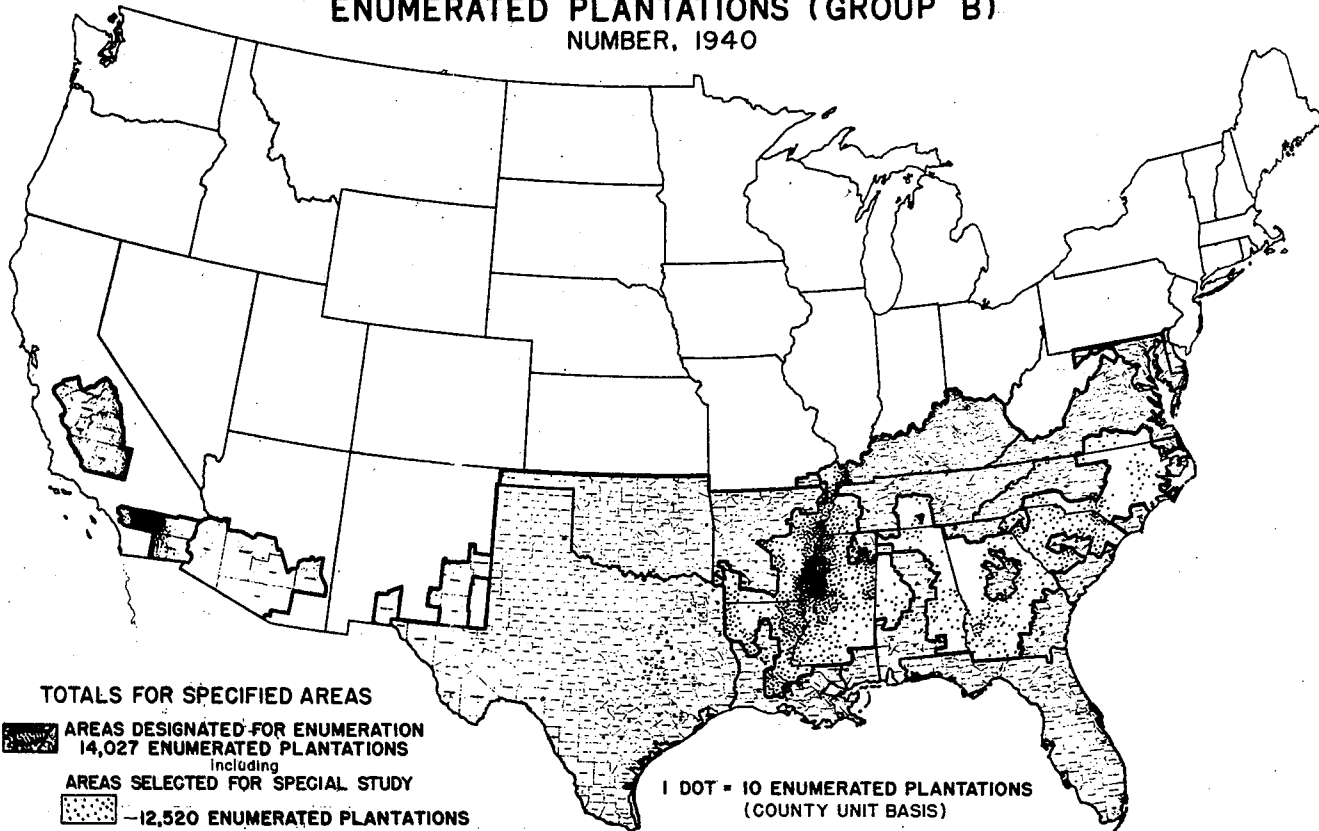 ENUMERATED PLANTATIONS (GROUP B)
NUMBER, 1940
TOTALS FOR SPECIFIED AREAS
AREAS DESIGNATED FOR ENUMERATION
14,027 ENUMERATED PLANTATIONS
including
AREAS SELECTED FOR SPECIAL STUDY
-12,520 ENUMERATED PLANTATIONS
1 DOT = 10 ENUMERATED PLANTATIONS
(COUNTY UNIT BASIS)